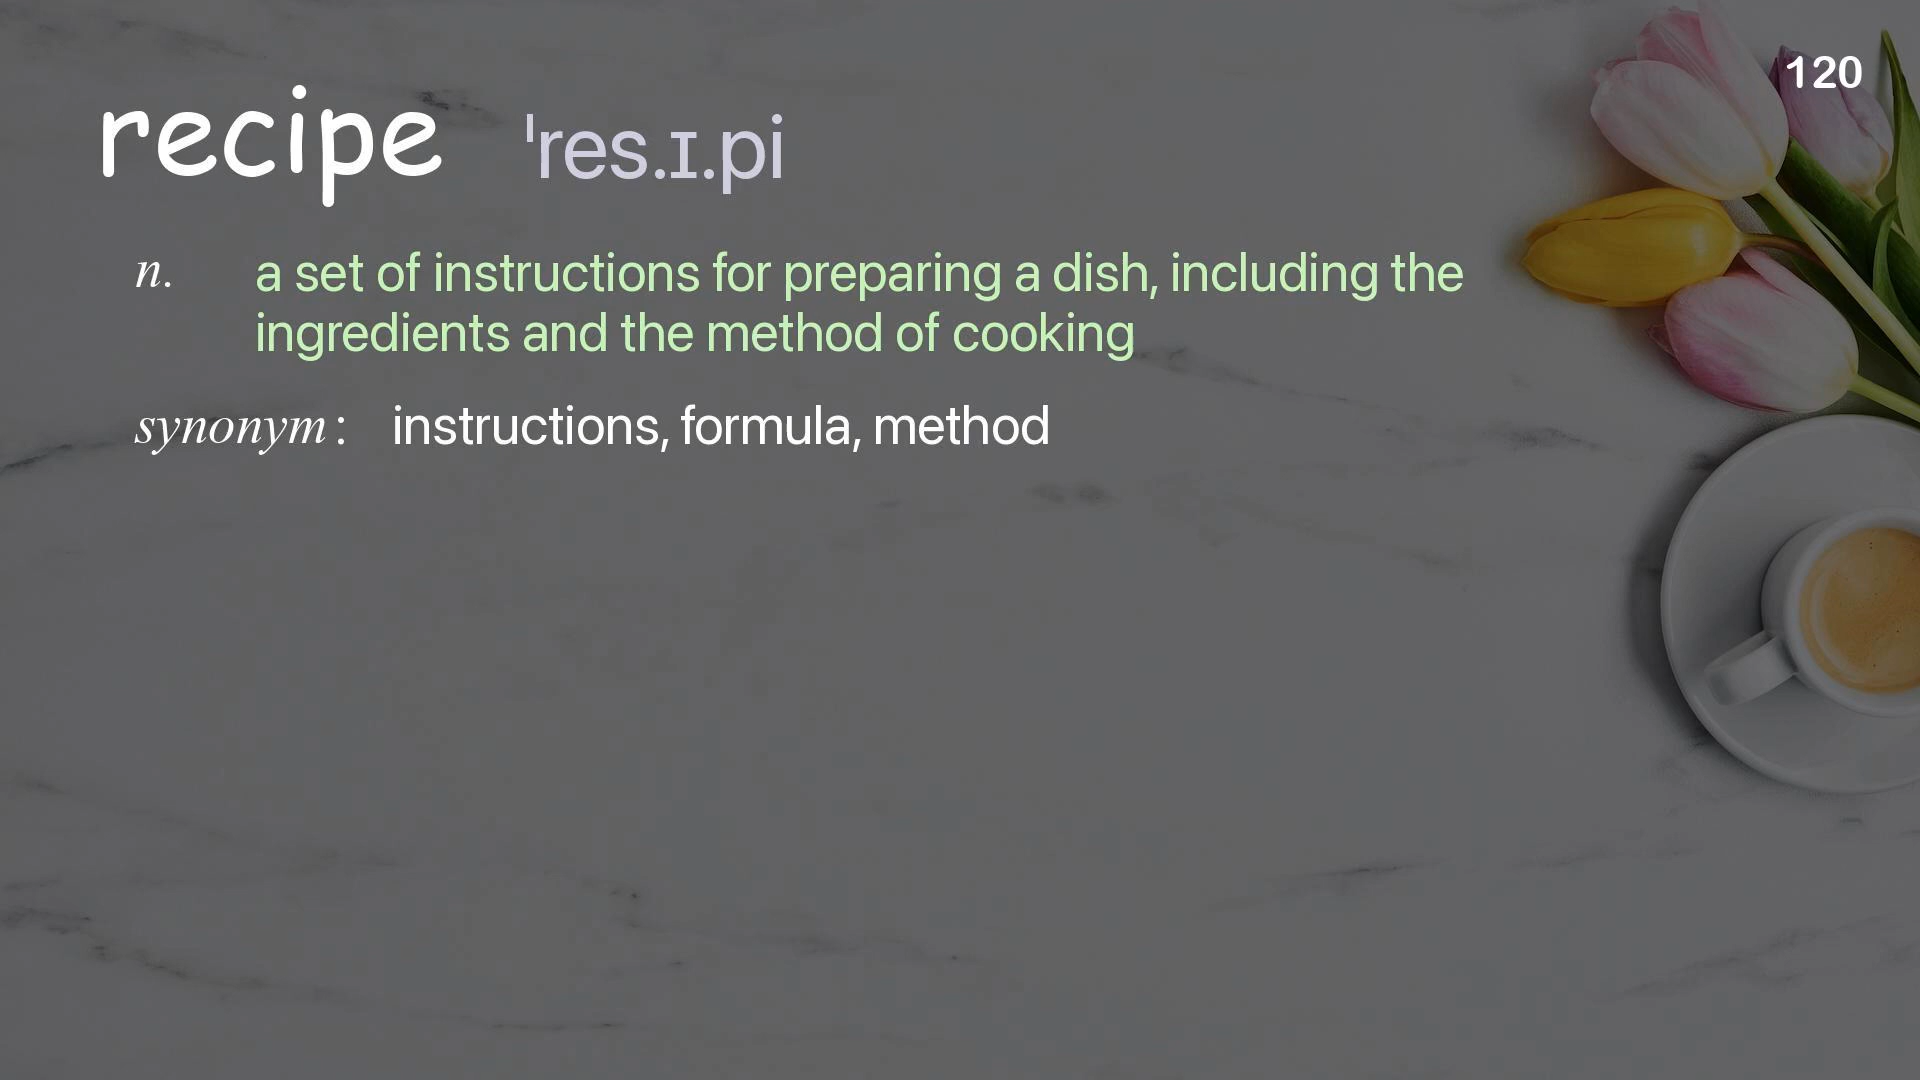 120
recipe ˈres.ɪ.pi
n. a set of instructions for preparing a dish, including the
ingredients and the method of cooking
synonym: instructions, formula, method